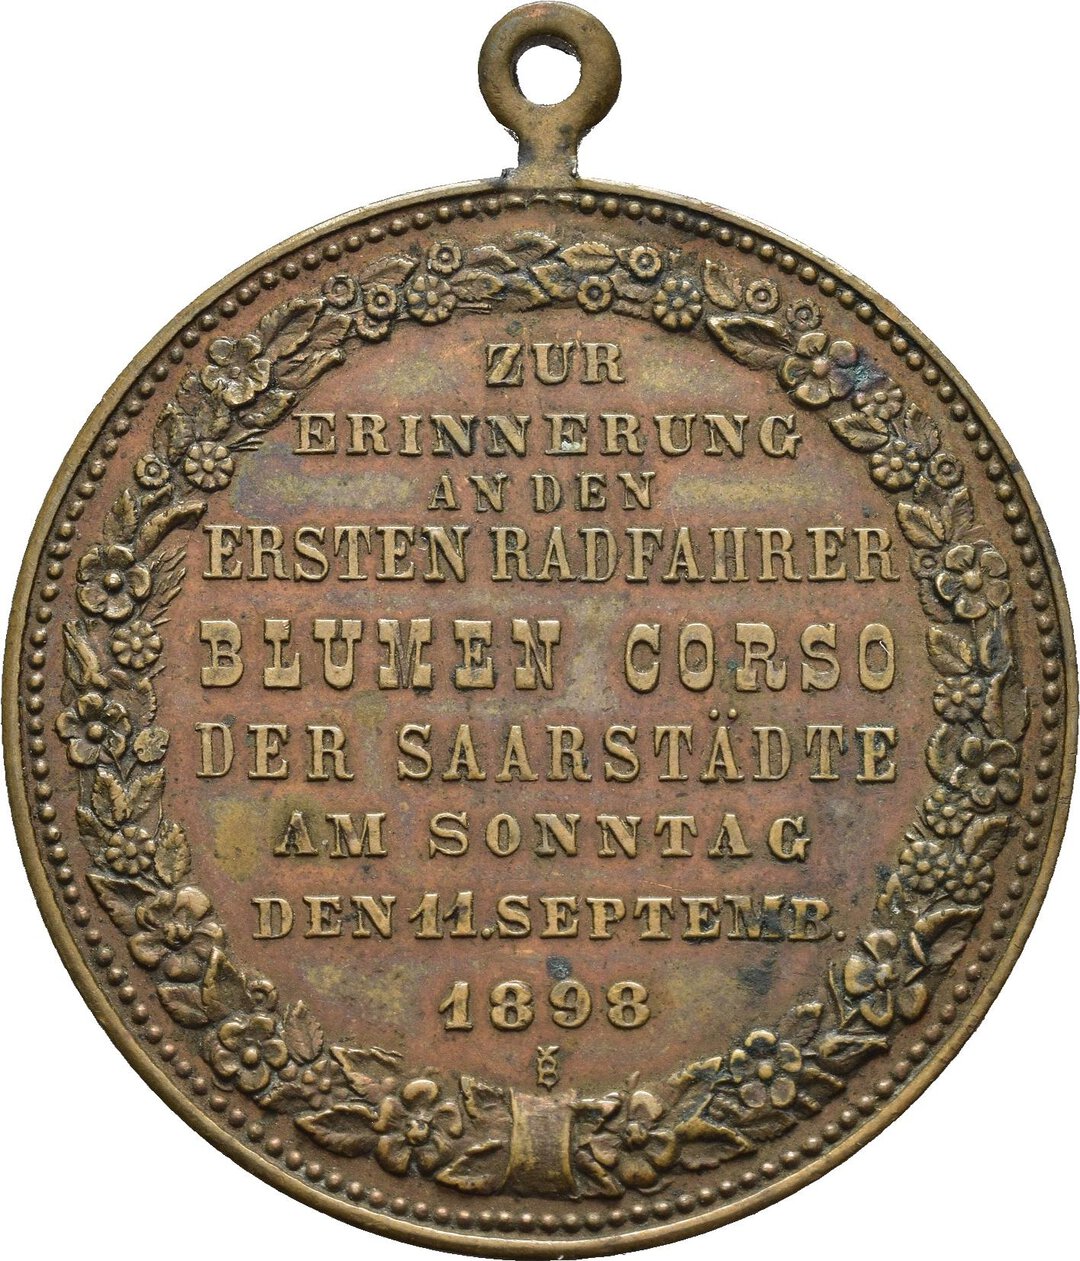 ZUR
ERINNERUNG
AN DEN
ERSTEN RADFAHRER
BLUMEN CORSO
DER SAARSTÄDTE
AM SONNTAG
DEN 11. SEPTEMB.
1898